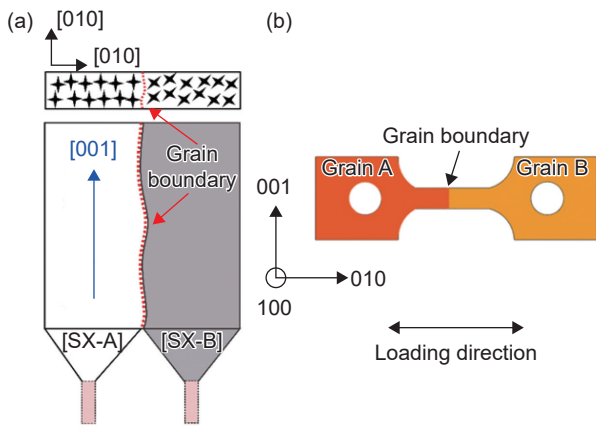 (a)
[010]
[010]
[001]
Grain
boundary
[SX-A]
[SX-B]
(b)
Grain boundary
Grain A
Grain B
001
010
100
Loading direction